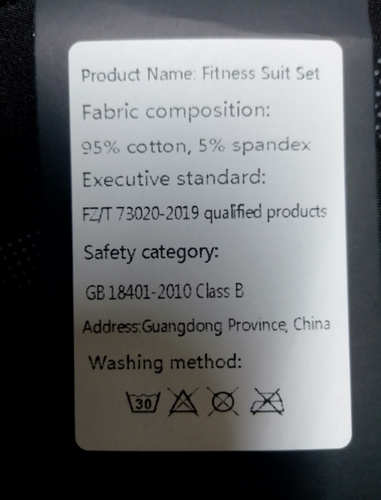 Product Name: Fitness Suit Set
Fabric composition:
95% cotton, 5% spandex
Executive standard:
FZ/T 73020-2019 qualified products
Safety category:
GB 18401-2010 Class B
Address:Guangdong Province, China
Washing method:
30